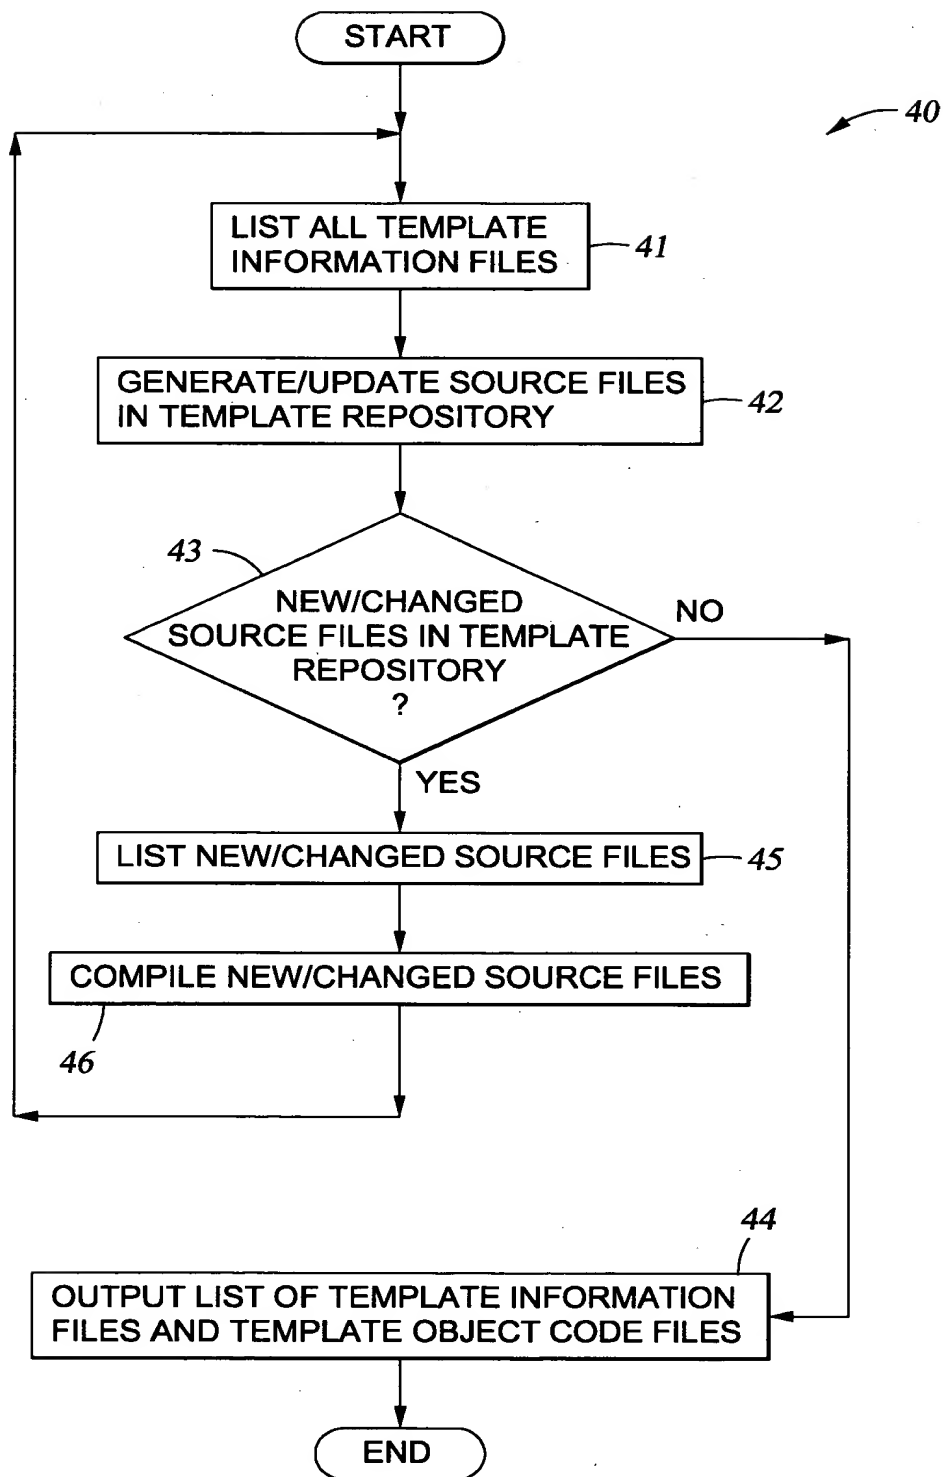 START
40
LIST ALL TEMPLATE
INFORMATION FILES
41
GENERATE/UPDATE SOURCE FILES
IN TEMPLATE REPOSITORY
42
43
NEW/CHANGED
SOURCE FILES IN TEMPLATE
REPOSITORY
?
NO
YES
LIST NEW/CHANGED SOURCE FILES
45
COMPILE NEW/CHANGED SOURCE FILES
46
44
OUTPUT LIST OF TEMPLATE INFORMATION
FILES AND TEMPLATE OBJECT CODE FILES
END